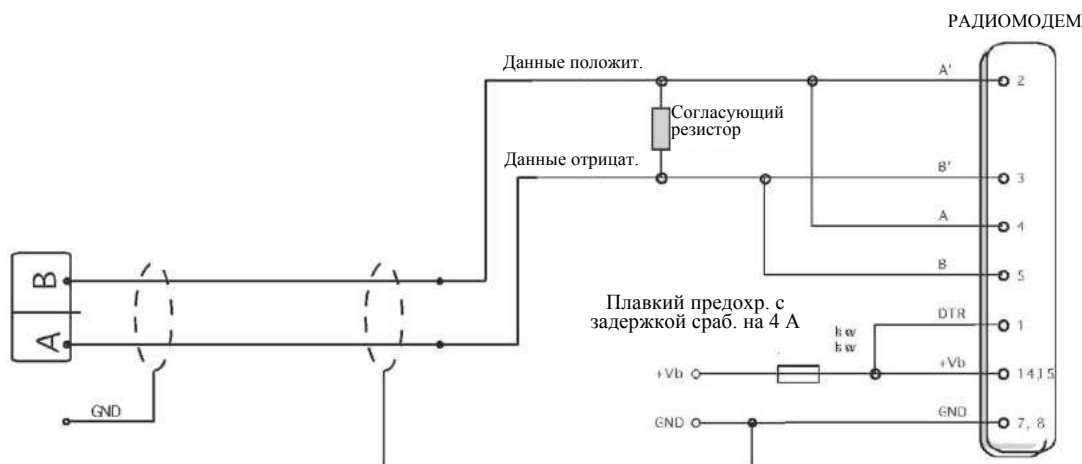 РАДИОМОДЕМ
Данные положит.
A'
2
Согласующий
резистор
Данные отрицат.
B'
3
A
4
B
B
5
Плавкий предохр. с
задержкой сраб. на 4 А
DTR
1
A
+Vb
+Vb
14,15
GND
GND
GND
7, 8